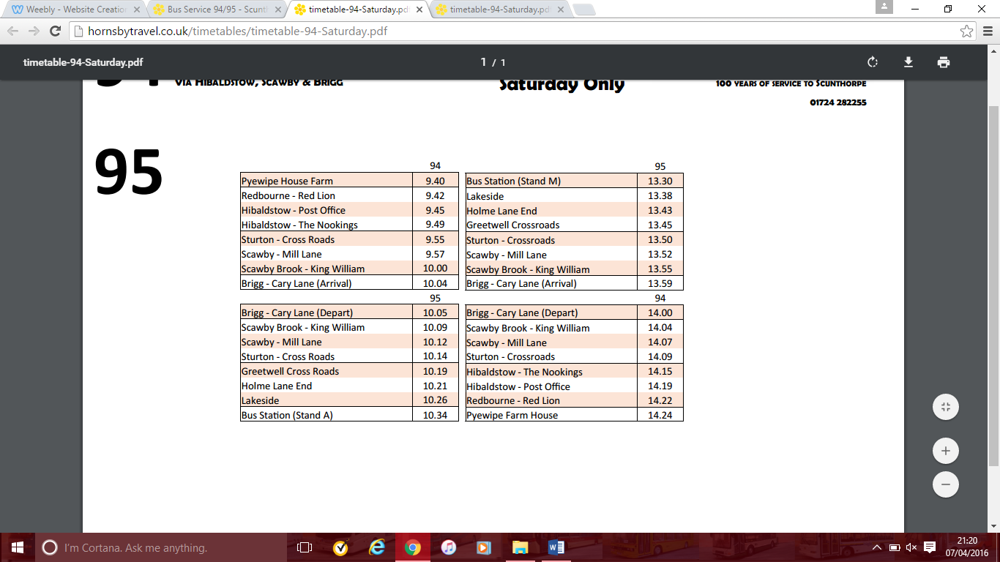 Weebly - Website Creation
Bus Service 94/95 - Scunt
timetable-94-Saturday.pdf
timetable-94-Saturday.pdf
hornsbytravel.co.uk/timetables/timetable-94-Saturday.pdf
timetable-94-Saturday.pdf
1 / 1
VIA HIBALDSTOW, SCAWBY & BRIGG
Saturday Only
100 YEARS OF SERVICE TO SCUNTHORPE
01724 282255
95
94
Pyewipe House Farm 9.40
Redbourne - Red Lion 9.42
Hibaldstow - Post Office 9.45
Hibaldstow - The Nookings 9.49
Sturton - Cross Roads 9.55
Scawby - Mill Lane 9.57
Scawby Brook - King William 10.00
Brigg - Cary Lane (Arrival) 10.04
95
Brigg - Cary Lane (Depart) 10.05
Scawby Brook - King William 10.09
Scawby - Mill Lane 10.12
Sturton - Cross Roads 10.14
Greetwell Cross Roads 10.19
Holme Lane End 10.21
Lakeside 10.26
Bus Station (Stand A) 10.34
95
Bus Station (Stand M) 13.30
Lakeside 13.38
Holme Lane End 13.43
Greetwell Crossroads 13.45
Sturton - Crossroads 13.50
Scawby - Mill Lane 13.52
Scawby Brook - King William 13.55
Brigg - Cary Lane (Arrival) 13.59
94
Brigg - Cary Lane (Depart) 14.00
Scawby Brook - King William 14.04
Scawby - Mill Lane 14.07
Sturton - Crossroads 14.09
Hibaldstow - The Nookings 14.15
Hibaldstow - Post Office 14.19
Redbourne - Red Lion 14.22
Pyewipe Farm House 14.24
I'm Cortana. Ask me anything.
21:20
07/04/2016